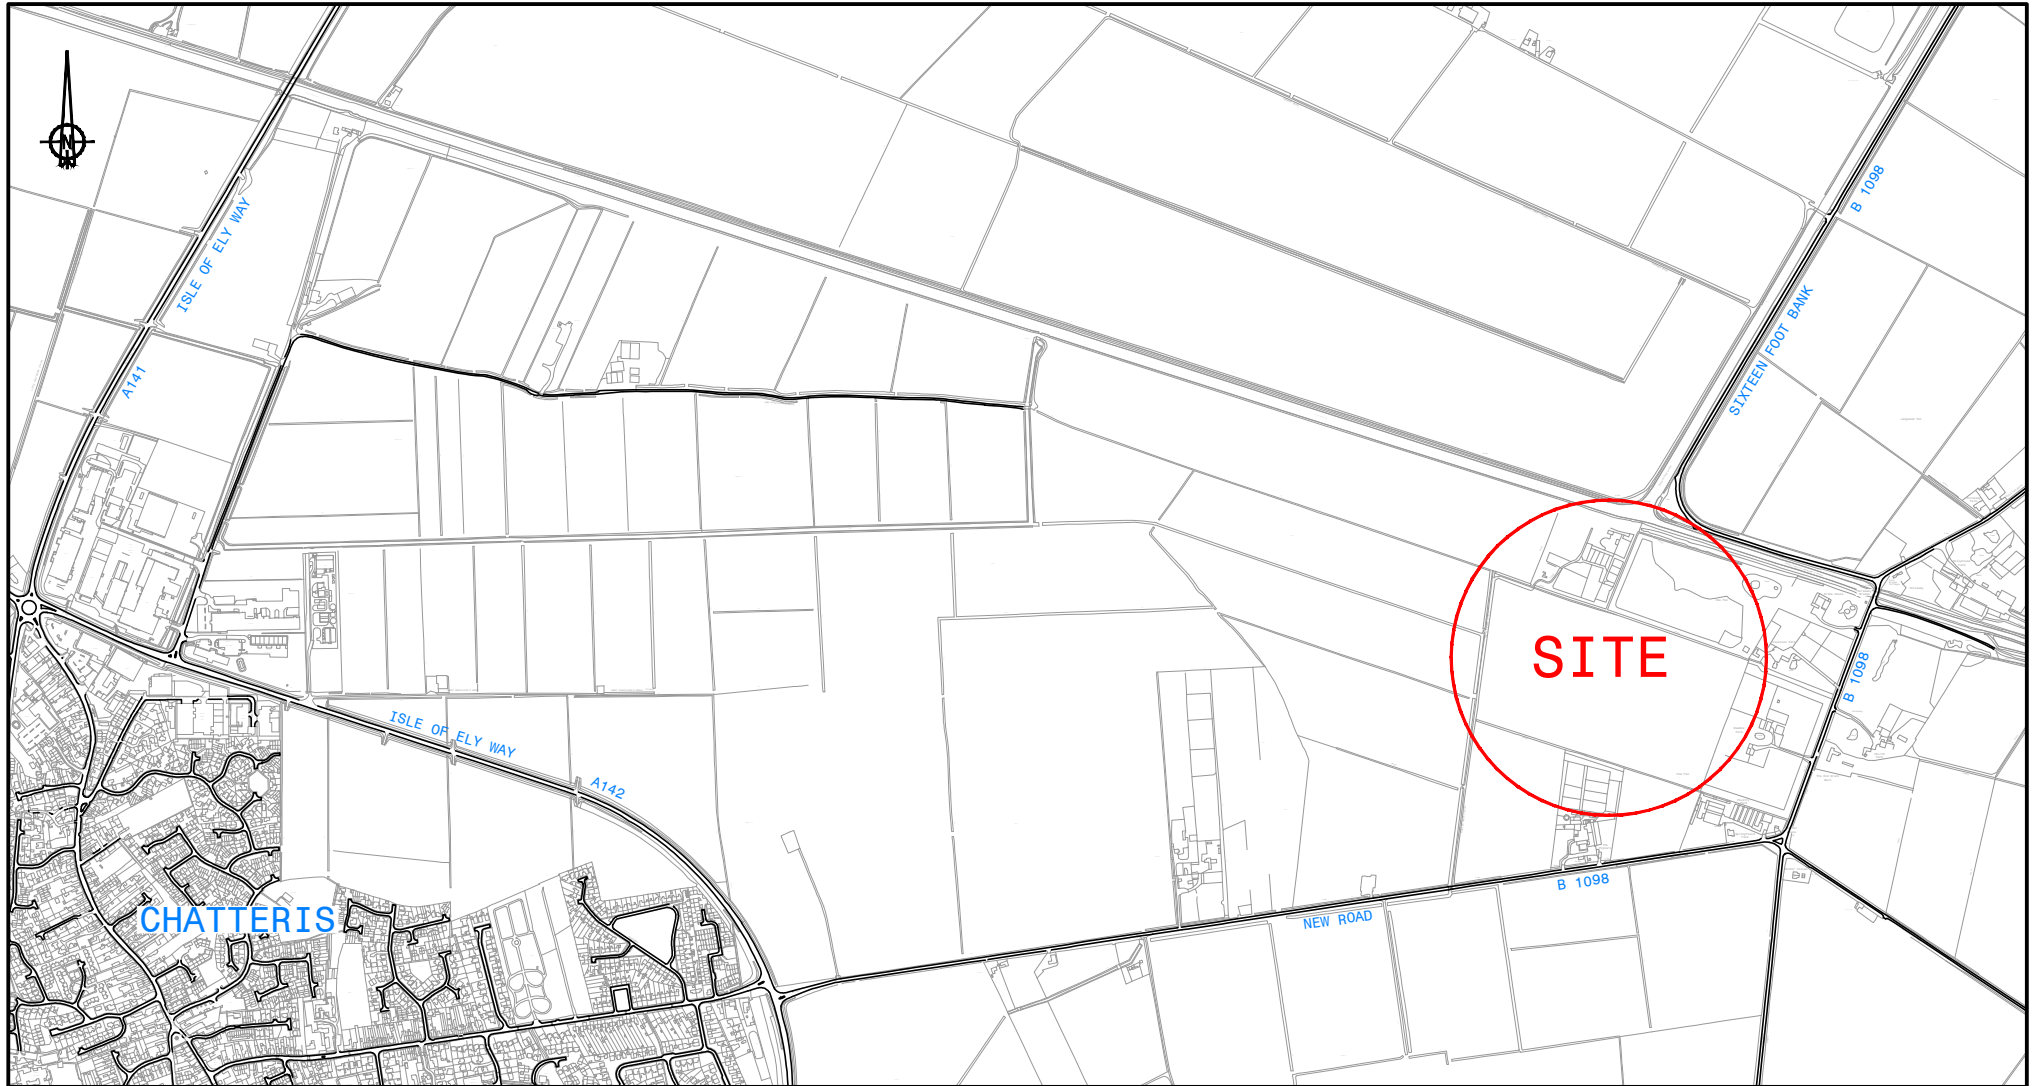 N
B 1098
ISLE OF ELY WAY
SIXTEEN FOOT BANK
A141
SITE
B 1098
ISLE OF ELY WAY
A142
B 1098
CHATTERIS
NEW ROAD